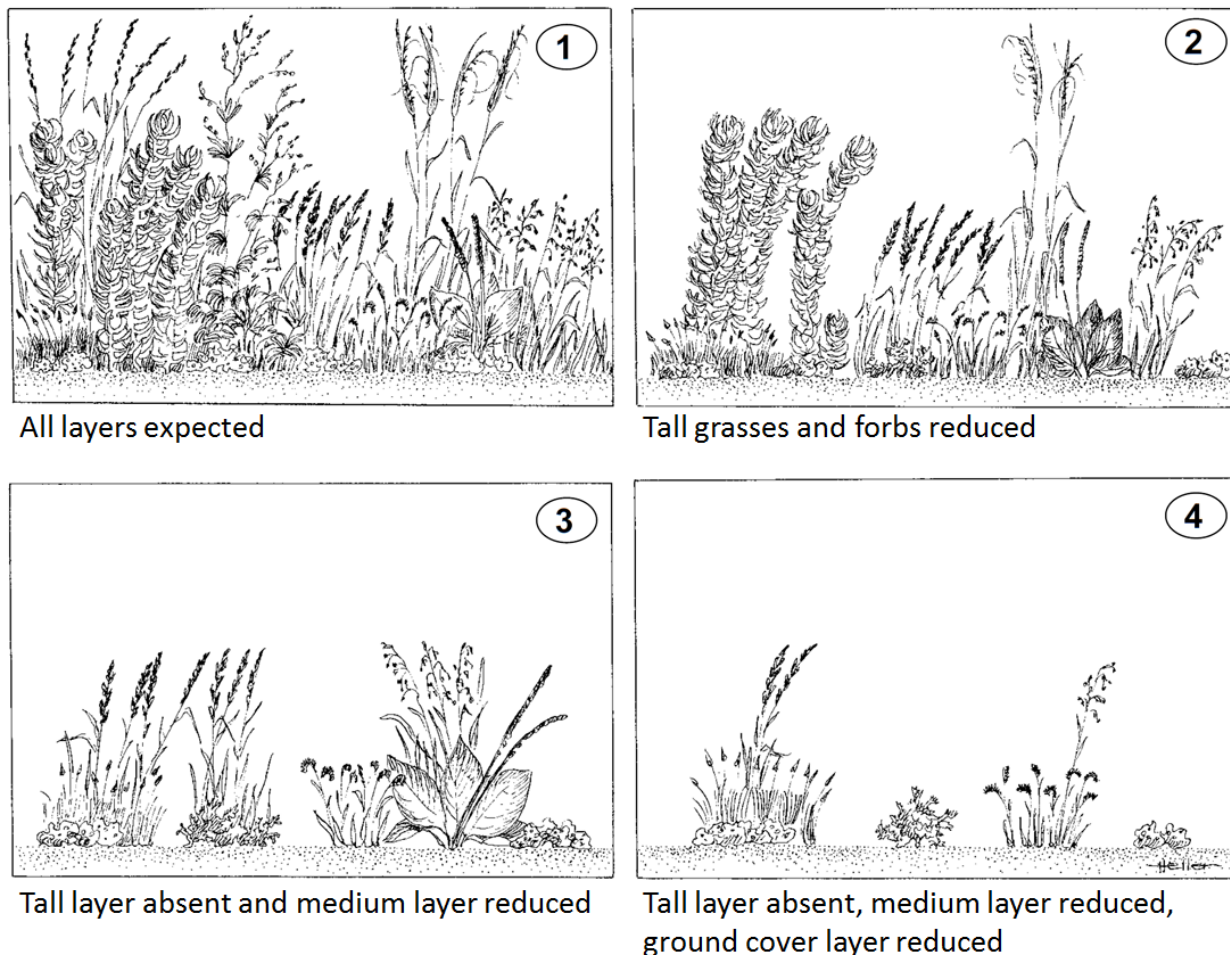 1
All layers expected
2
Tall grasses and forbs reduced
3
Tall layer absent and medium layer reduced
4
Heller
Tall layer absent, medium layer reduced,
ground cover layer reduced